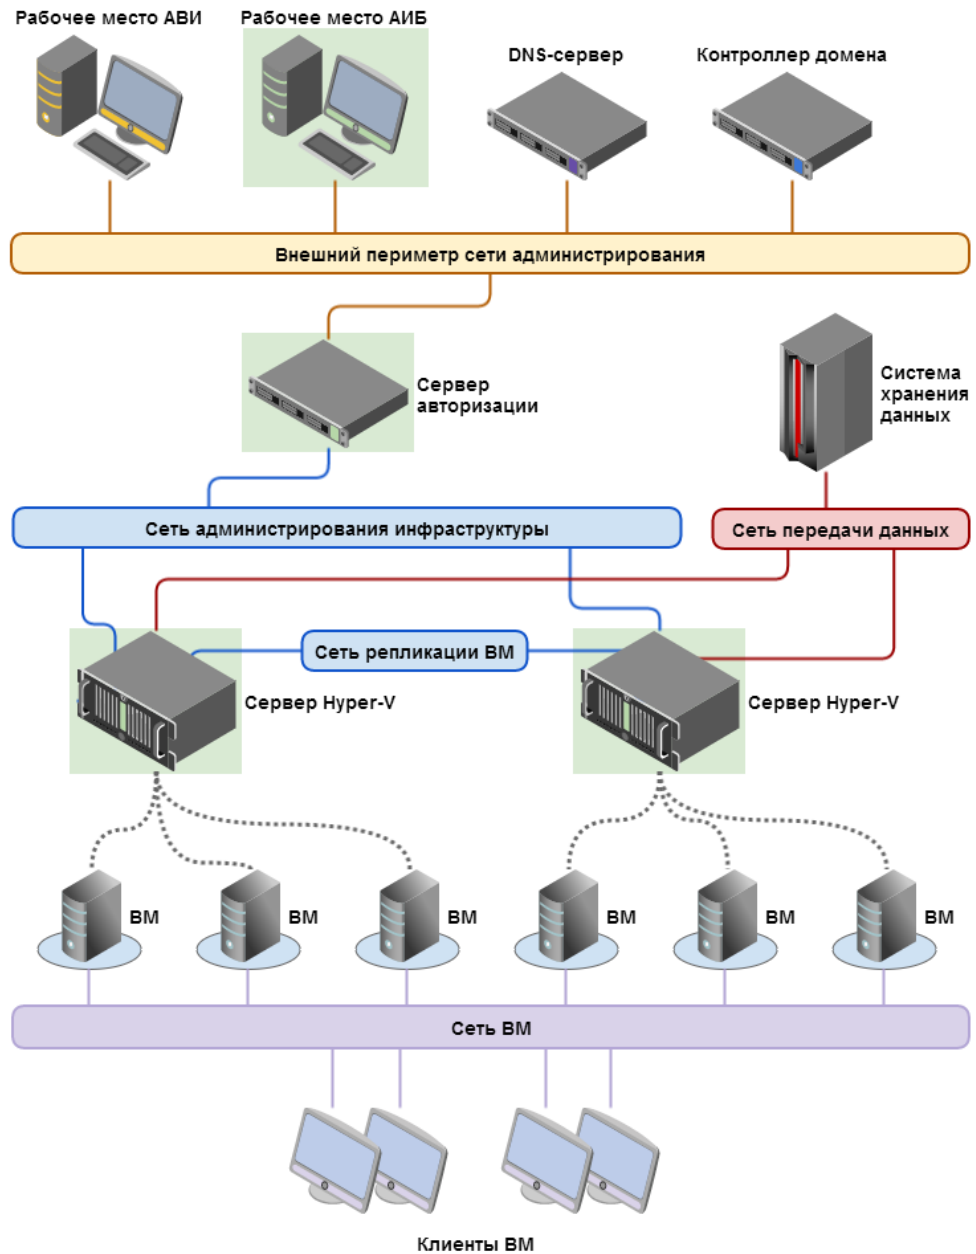 Рабочее место АВИ
Рабочее место АИБ
DNS-сервер
Контроллер домена
Внешний периметр сети администрирования
Сервер
авторизации
Система
хранения
данных
Сеть администрирования инфраструктуры
Сеть передачи данных
Сеть репликации ВМ
Сервер Hyper-V
Сервер Hyper-V
ВМ
ВМ
ВМ
ВМ
ВМ
ВМ
Сеть ВМ
Клиенты ВМ